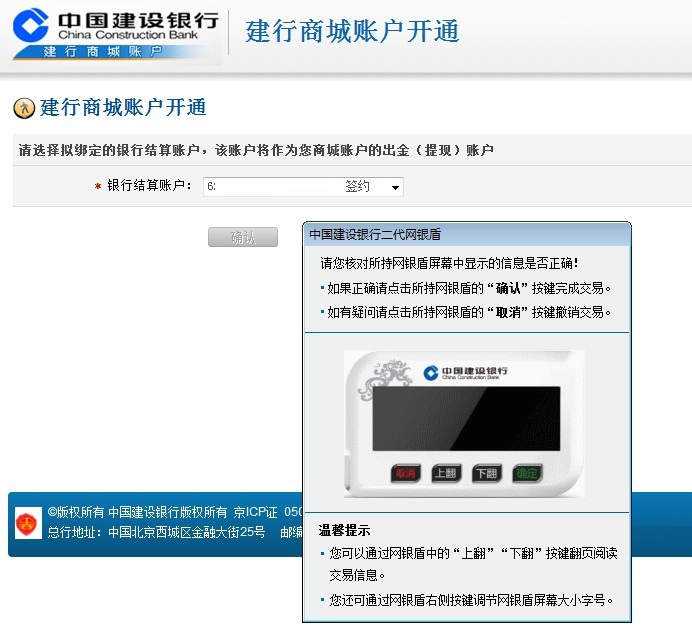 中国建设银行
China Construction Bank
建行商城账户
建行商城账户开通
建行商城账户开通
请选择拟绑定的银行结算账户，该账户将作为您商城账户的出金（提现）账户
* 银行结算账户： 6: 签约
确认
中国建设银行二代网银盾
请您核对所持网银盾屏幕中显示的信息是否正确!
·如果正确请点击所持网银盾的“确认”按键完成交易。
·如有疑问请点击所持网银盾的“取消”按键撤销交易。
中国建设银行
China Construction Bank
取消 上翻 下翻 确定
©版权所有 中国建设银行版权所有 京ICP证 050
总行地址：中国北京西城区金融大街25号 邮编
温馨提示
·您可以通过网银盾中的“上翻”“下翻”按键翻页阅读
交易信息。
·您还可通过网银盾右侧按键调节网银盾屏幕大小字号。